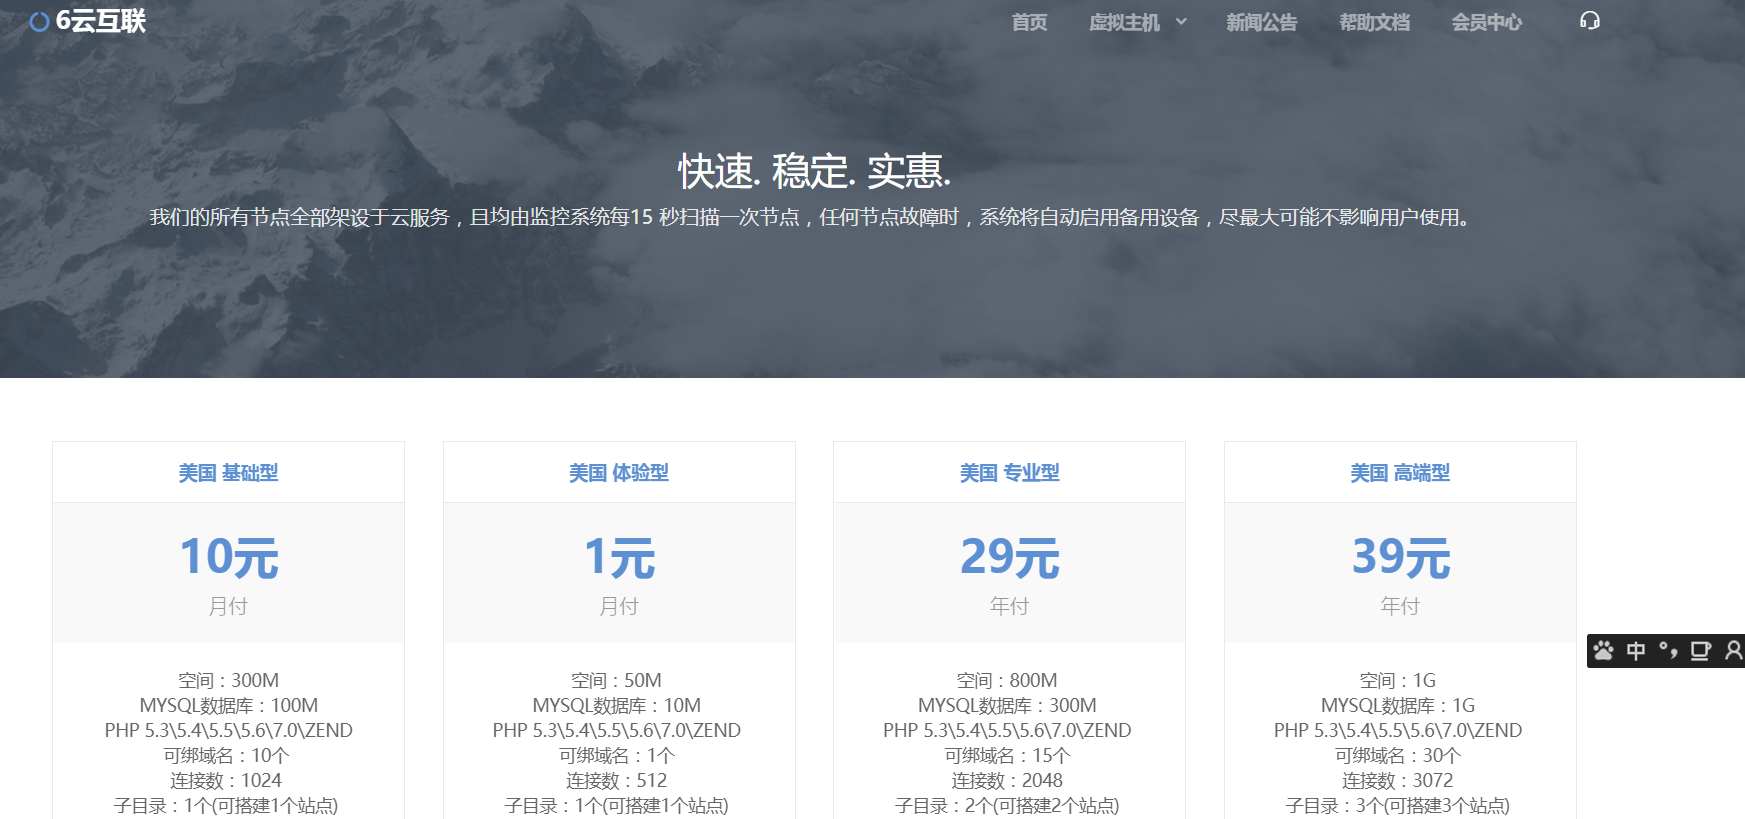 6云互联
首页 虚拟主机 新闻公告 帮助文档 会员中心
快速. 稳定. 实惠.
我们的所有节点全部架设于云服务，且均由监控系统每15 秒扫描一次节点，任何节点故障时，系统将自动启用备用设备，尽最大可能不影响用户使用。
美国 基础型
10元
月付
空间：300M
MYSQL数据库：100M
PHP 5.3\5.4\5.5\5.6\7.0\ZEND
可绑域名：10个
连接数：1024
子目录：1个(可搭建1个站点)
美国 体验型
1元
月付
空间：50M
MYSQL数据库：10M
PHP 5.3\5.4\5.5\5.6\7.0\ZEND
可绑域名：1个
连接数：512
子目录：1个(可搭建1个站点)
美国 专业型
29元
年付
空间：800M
MYSQL数据库：300M
PHP 5.3\5.4\5.5\5.6\7.0\ZEND
可绑域名：15个
连接数：2048
子目录：2个(可搭建2个站点)
美国 高端型
39元
年付
空间：1G
MYSQL数据库：1G
PHP 5.3\5.4\5.5\5.6\7.0\ZEND
可绑域名：30个
连接数：3072
子目录：3个(可搭建3个站点)
中